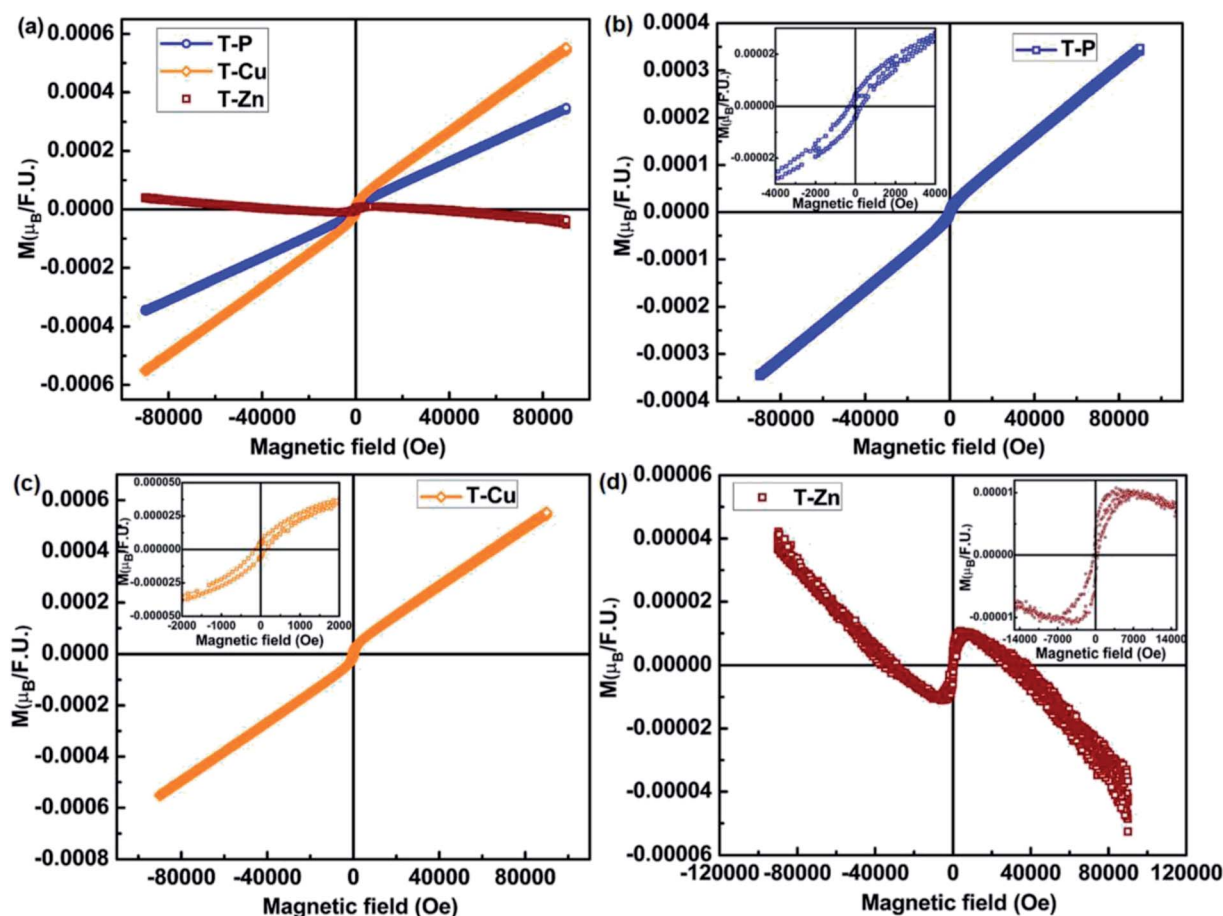 (a)
0.0006
0.0004
0.0002
0.0000
-0.0002
-0.0004
-0.0006
M(μB/F.U.)
T-P
T-Cu
T-Zn
-80000 -40000 0 40000 80000
Magnetic field (Oe)
(b)
0.0004
0.0003
0.0002
0.0001
0.0000
-0.0001
-0.0002
-0.0003
-0.0004
M(μB/F.U.)
T-P
0.00002
0.00000
-0.00002
M(μB/F.U.)
-4000 -2000 0 2000 4000
Magnetic field (Oe)
-80000 -40000 0 40000 80000
Magnetic field (Oe)
(c)
0.0008
0.0006
0.0004
0.0002
0.0000
-0.0002
-0.0004
-0.0006
-0.0008
M(μB/F.U.)
T-Cu
0.000050
0.000025
0.000000
-0.000025
-0.000050
M(μB/F.U.)
-2000 -1000 0 1000 2000
Magnetic field (Oe)
-80000 -40000 0 40000 80000
Magnetic field (Oe)
(d)
0.00006
0.00004
0.00002
0.00000
-0.00002
-0.00004
-0.00006
M(μB/F.U.)
T-Zn
0.00001
0.00000
-0.00001
M(μB/F.U.)
-14000 -7000 0 7000 14000
Magnetic field (Oe)
-120000 -80000 -40000 0 40000 80000 120000
Magnetic field (Oe)